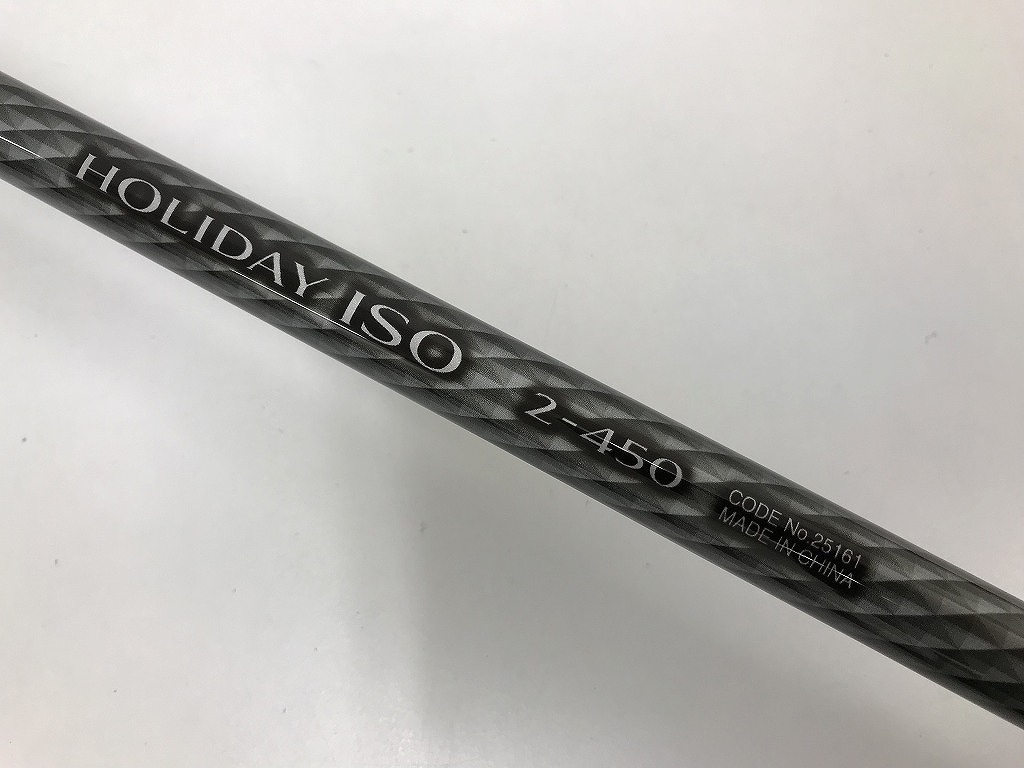 HOLIDAY ISO 2-450
CODE No.25161
MADE IN CHINA